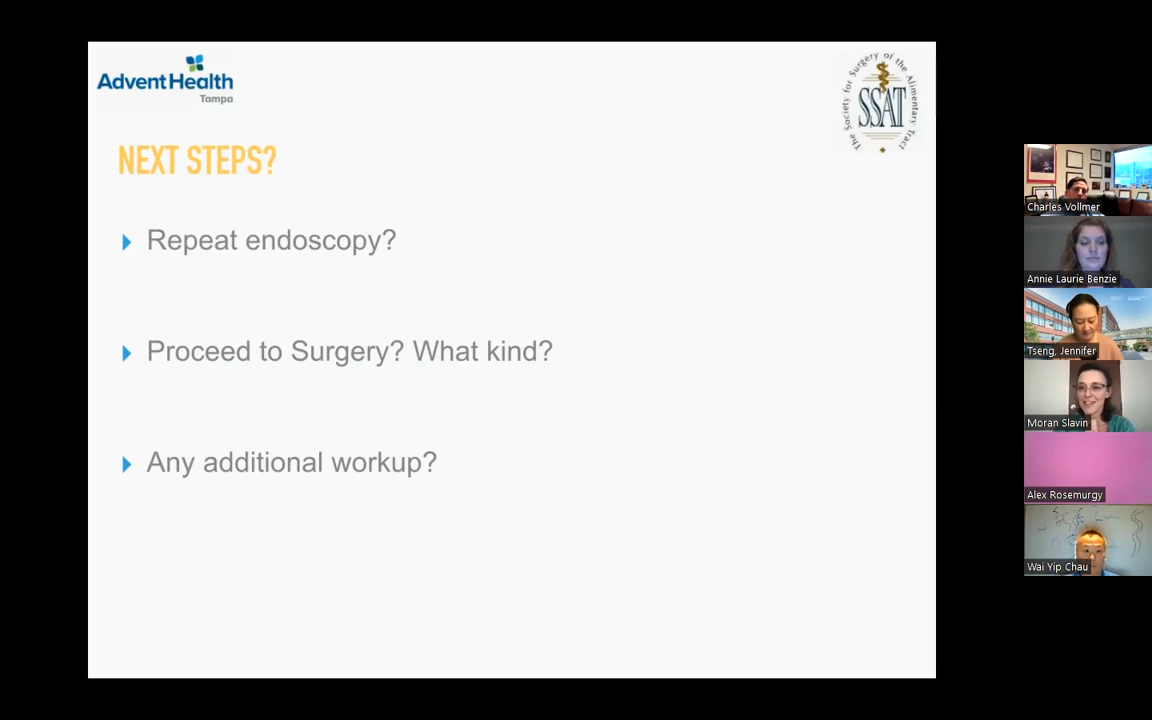 AdventHealth
Tampa
The Society for Surgery of the Alimentary Tract
SSAT
NEXT STEPS?
Repeat endoscopy?
Proceed to Surgery? What kind?
Any additional workup?
Charles Vollmer
Annie Laurie Benzie
Tseng, Jennifer
Moran Slavin
Alex Rosemurgy
Wai Yip Chau